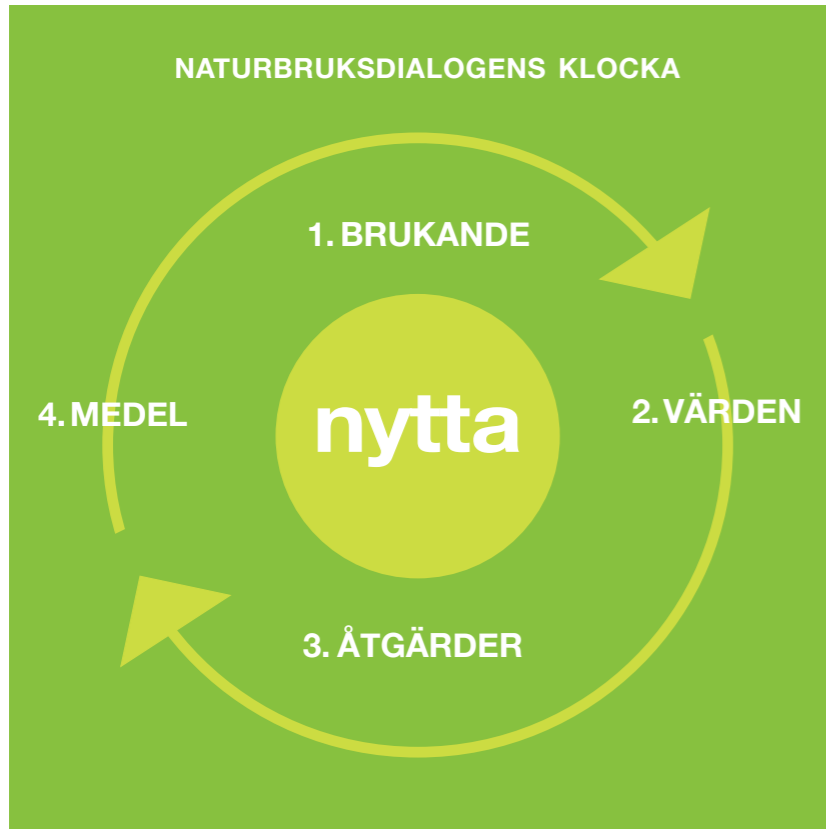 NATURBRUKSDIALOGENS KLOCKA
1. BRUKANDE
2. VÄRDEN
3. ÅTGÄRDER
4. MEDEL
nytta